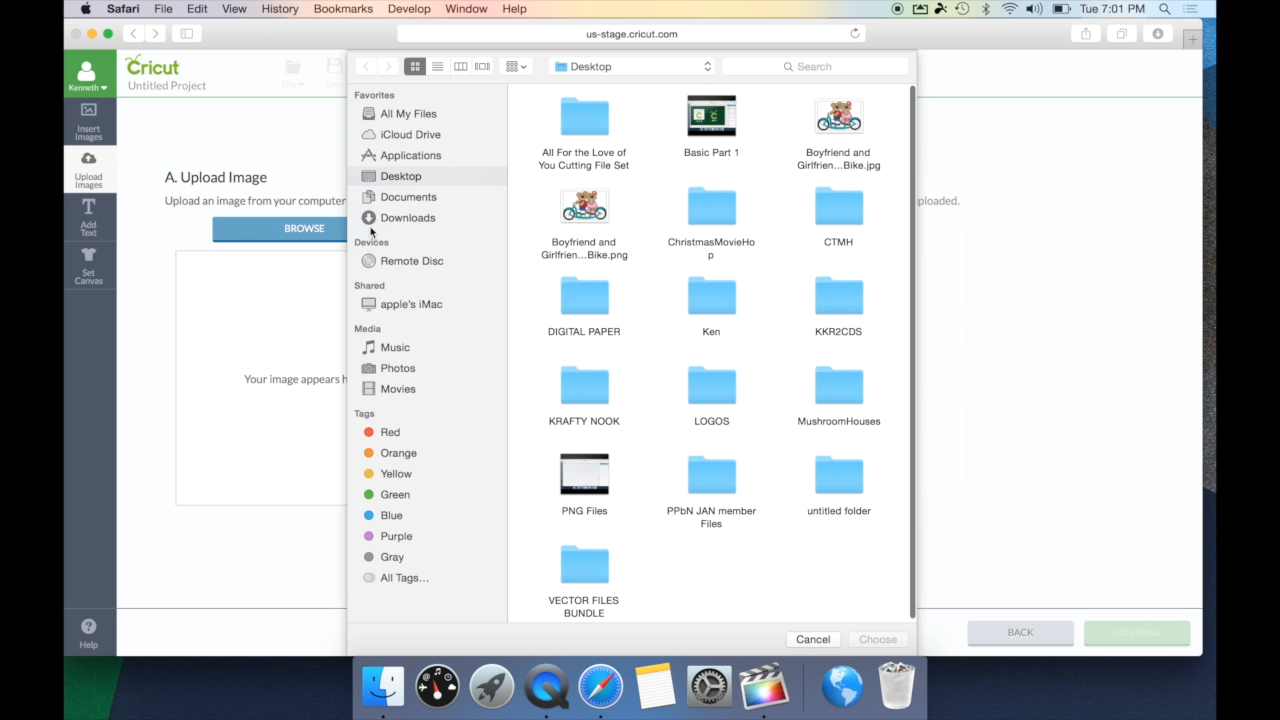 Safari File Edit View History Bookmarks Develop Window Help Tue 7:01 PM
us-stage.cricut.com
Kenneth
Cricut
Untitled Project
Insert
Images
Upload
Images
Add
Text
Set
Canvas
Help
A. Upload Image
Upload an image from your computer
ploaded.
BROWSE
Your image appears h
BACK
CONTINUE
Desktop
Search
Favorites
All My Files
iCloud Drive
Applications
Desktop
Documents
Downloads
Devices
Remote Disc
Shared
apple's iMac
Media
Music
Photos
Movies
Tags
Red
Orange
Yellow
Green
Blue
Purple
Gray
All Tags…
All For the Love of
You Cutting File Set
Basic Part 1
Boyfriend and
Girlfrien...Bike.jpg
Boyfriend and
Girlfrien...Bike.png
ChristmasMovieHo
p
CTMH
DIGITAL PAPER
Ken
KKR2CDS
KRAFTY NOOK
LOGOS
MushroomHouses
PNG Files
PPbN JAN member
Files
untitled folder
VECTOR FILES
BUNDLE
Cancel
Choose